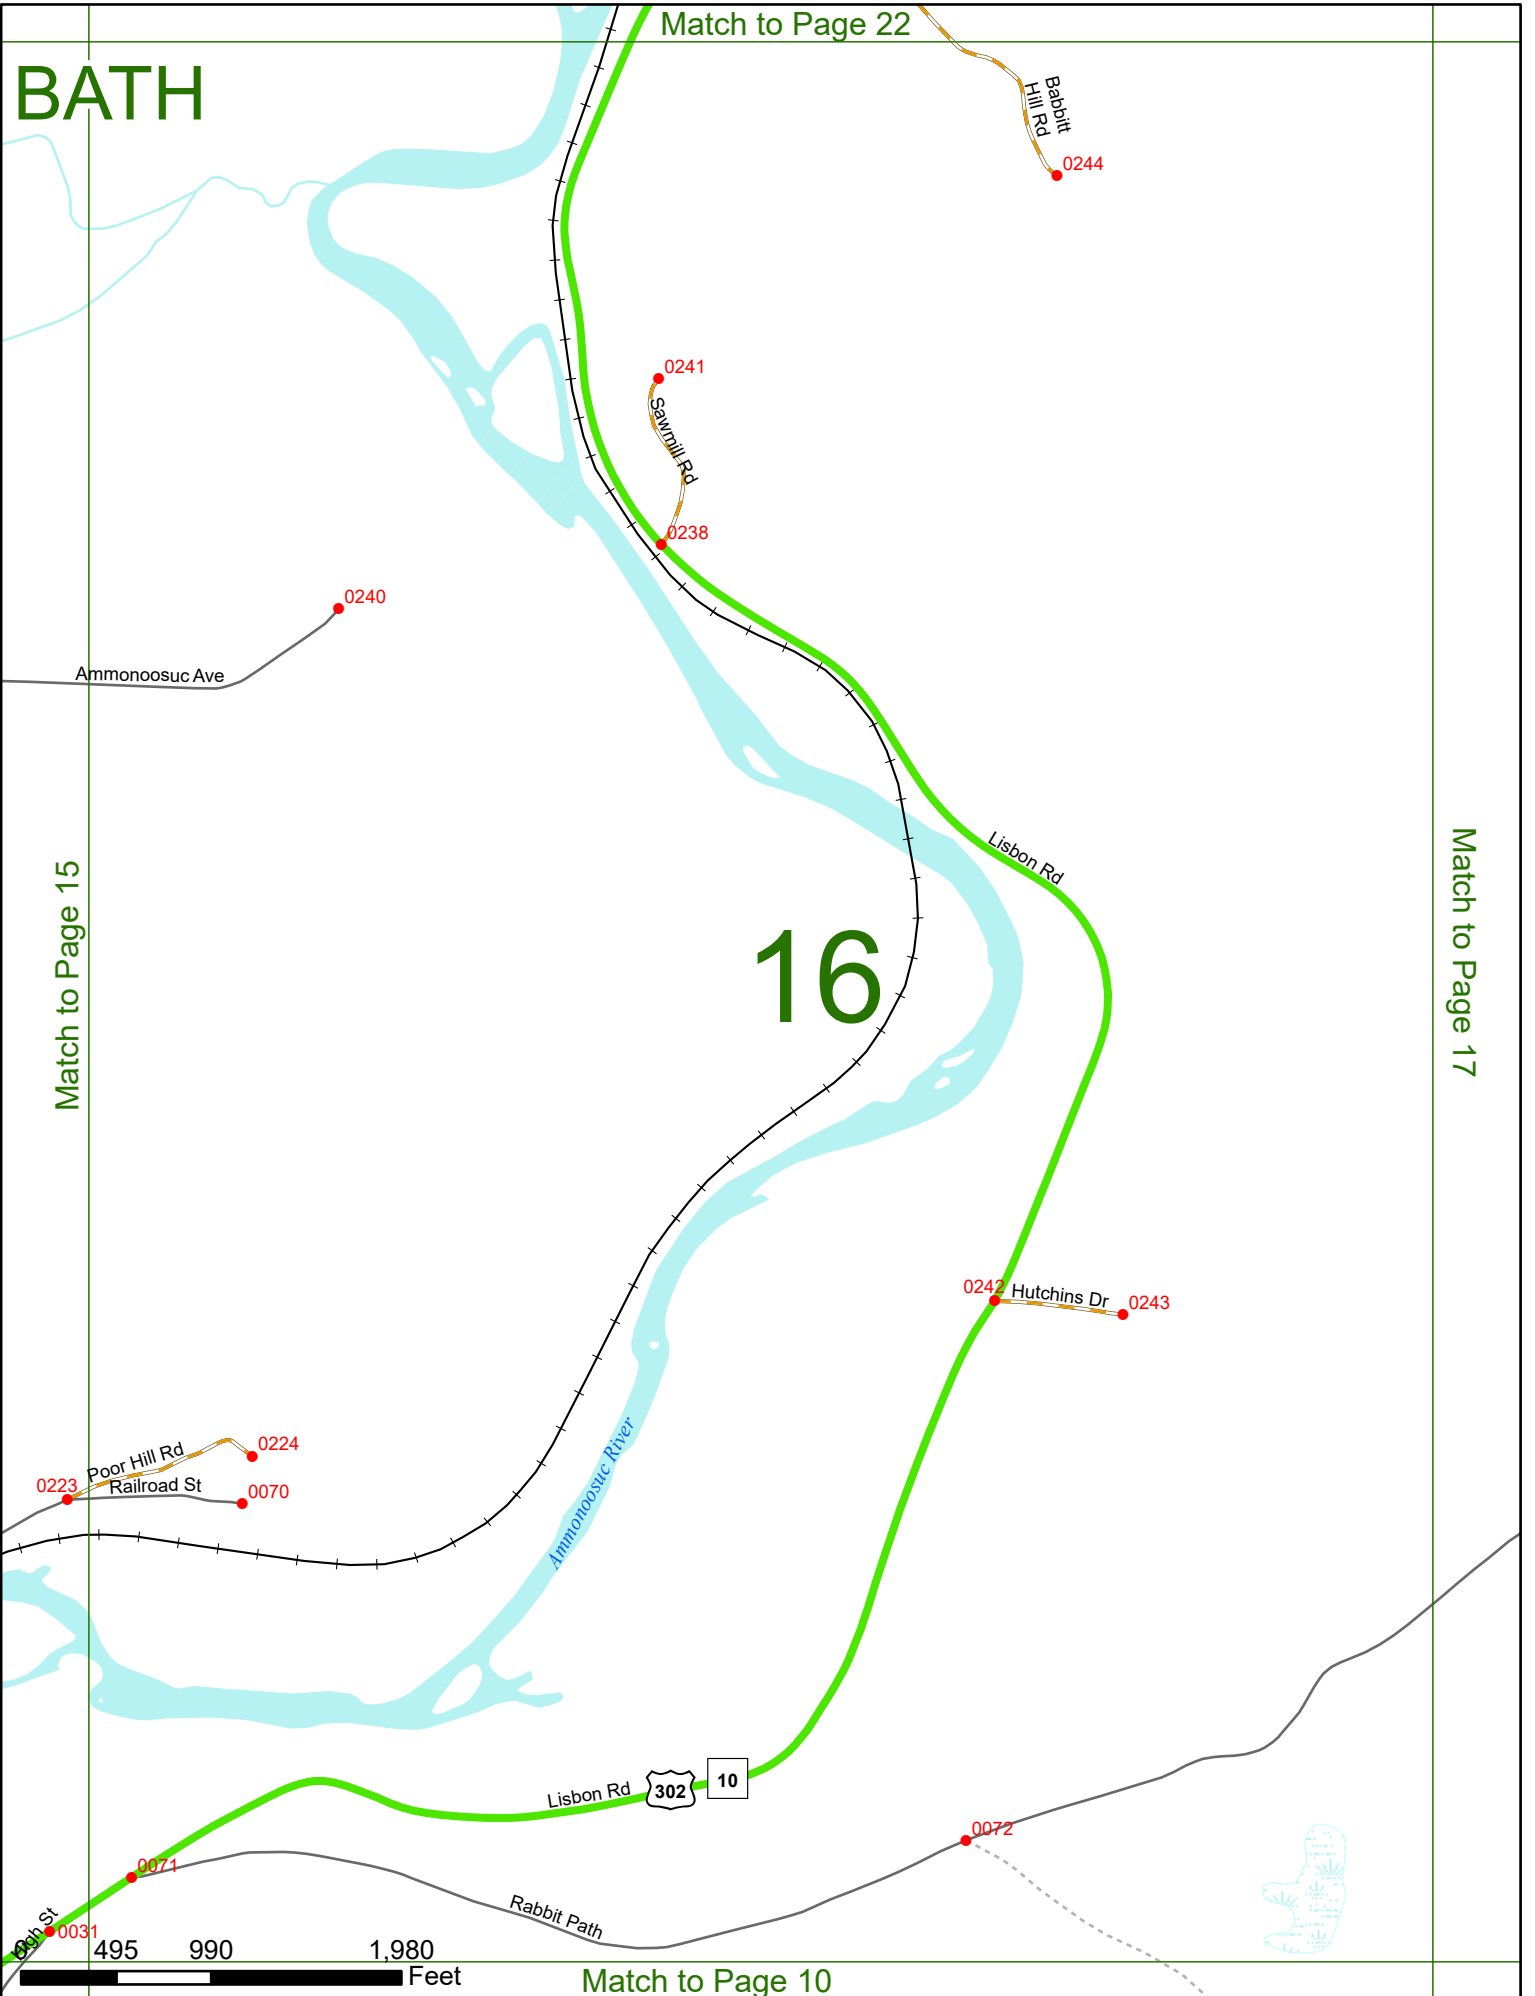 Match to Page 22
BATH
Babbitt
Hill Rd
0244
0241
Sawmill Rd
0238
0240
Ammonoosuc Ave
Lisbon Rd
Match to Page 15
16
Match to Page 17
0242
Hutchins Dr
0243
Poor Hill Rd
0224
0223
Railroad St
0070
Ammonoosuc River
Lisbon Rd
302
10
0072
0071
Rabbit Path
High St
0031
0
495
990
1,980
Feet
Match to Page 10